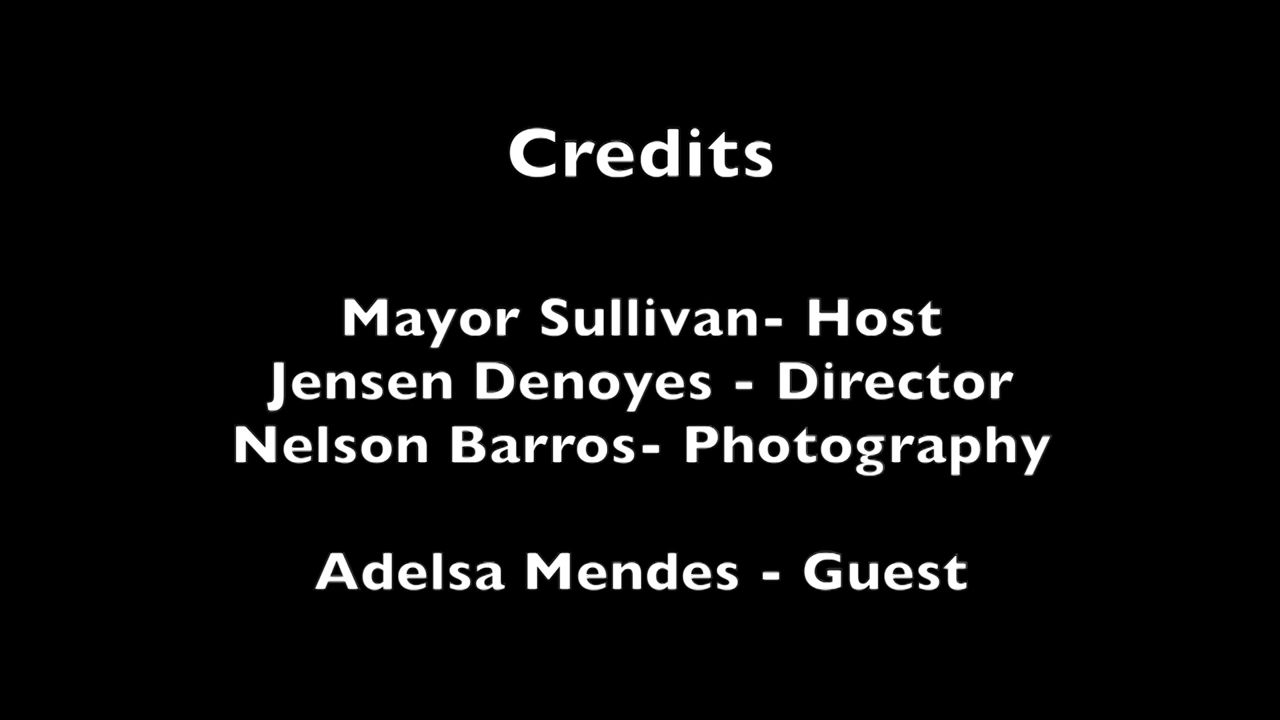 Credits
Mayor Sullivan- Host
Jensen Denoyes - Director
Nelson Barros- Photography
Adelsa Mendes - Guest